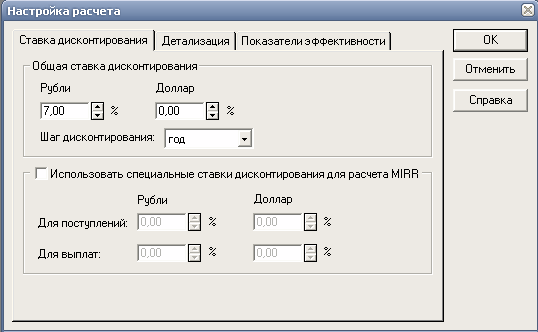 Настройка расчета
Ставка дисконтирования Детализация Показатели эффективности
OK
Отменить
Справка
Общая ставка дисконтирования
Рубли Доллар
7,00 % 0,00 %
Шаг дисконтирования: год
Использовать специальные ставки дисконтирования для расчета MIRR
Рубли Доллар
Для поступлений: 0,00 % 0,00 %
Для выплат: 0,00 % 0,00 %